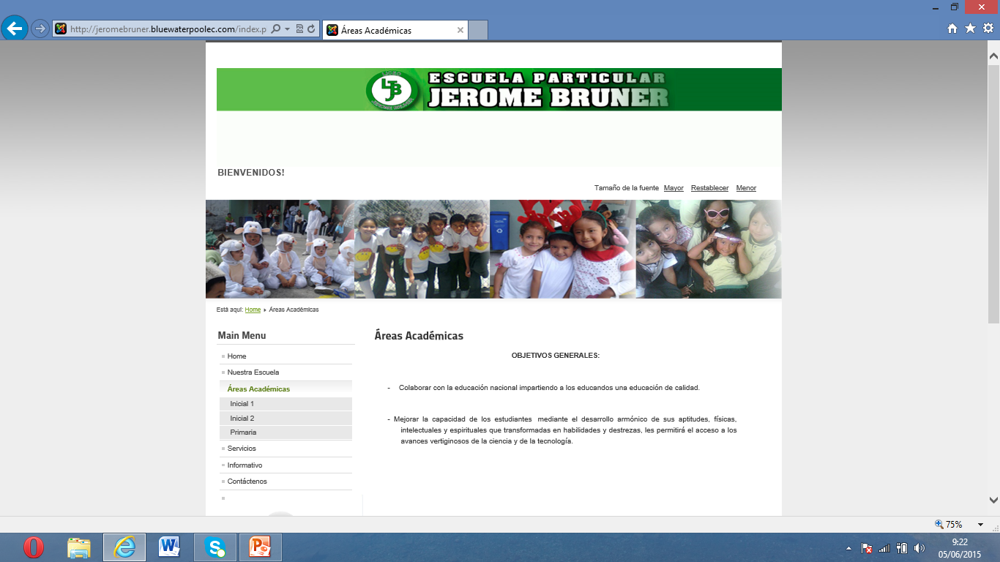 http://jeromebruner.bluewaterpoolec.com/index.p
Áreas Académicas
LJB
ESCUELA PARTICULAR
JEROME BRUNER
BIENVENIDOS!
Tamaño de la fuente Mayor Restablecer Menor
Está aquí: Home Áreas Académicas
Main Menu
Home
Nuestra Escuela
Áreas Académicas
Inicial 1
Inicial 2
Primaria
Servicios
Informativo
Contáctenos
Áreas Académicas
OBJETIVOS GENERALES:
- Colaborar con la educación nacional impartiendo a los educandos una educación de calidad.
- Mejorar la capacidad de los estudiantes mediante el desarrollo armónico de sus aptitudes, físicas,
intelectuales y espirituales que transformadas en habilidades y destrezas, les permitirá el acceso a los
avances vertiginosos de la ciencia y de la tecnología.
75%
9:22
05/06/2015